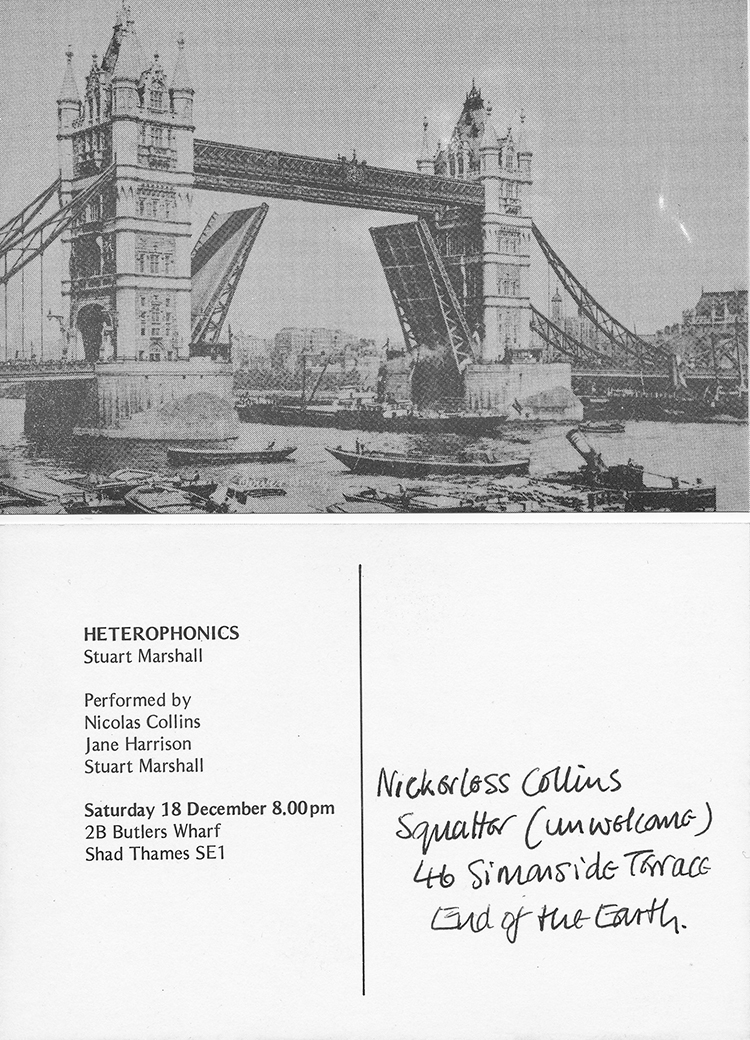 HETEROPHONICS
Stuart Marshall
Performed by
Nicolas Collins
Jane Harrison
Stuart Marshall
Saturday 18 December 8.00pm
2B Butlers Wharf
Shad Thames SE1
Nickerless Collins
Squatter (unwelcome)
46 Simonside Terrace
End of the Earth.